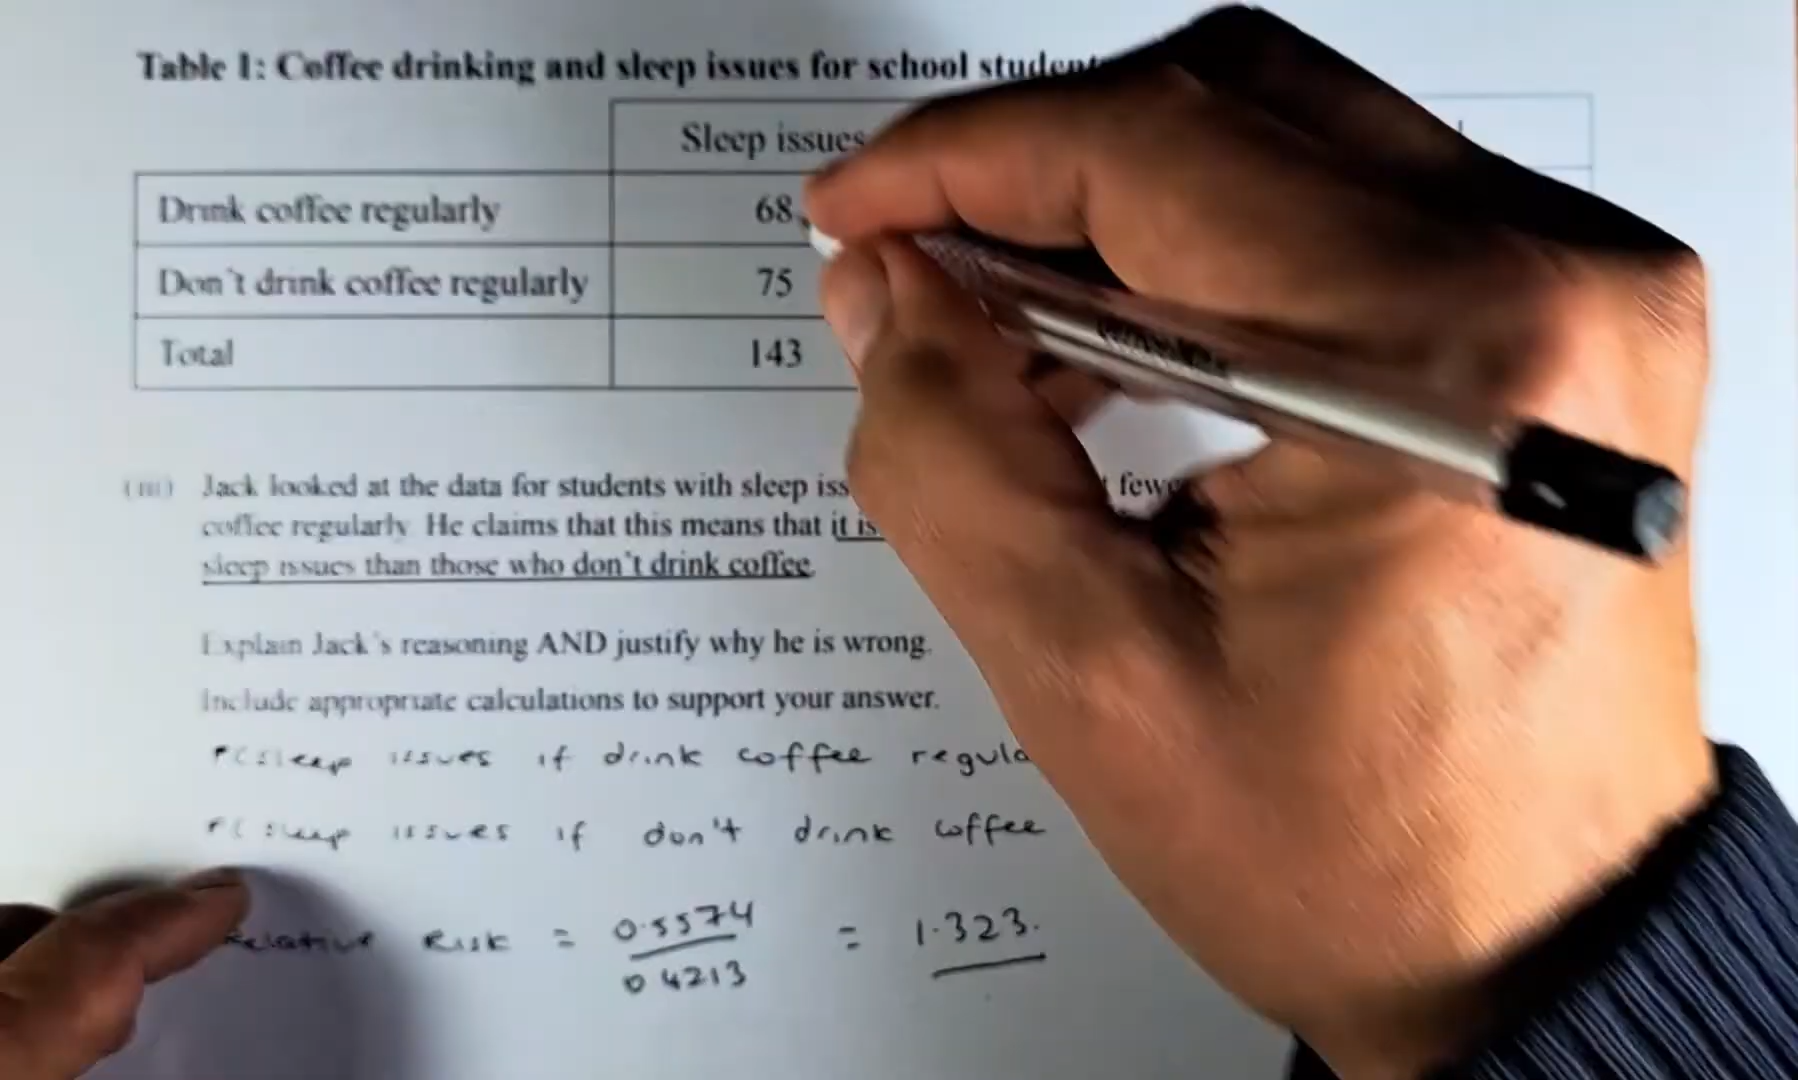 Table 1: Coffee drinking and sleep issues for school student
Sleep issues
Drink coffee regularly 68
Don't drink coffee regularly 75
Total 143
(iii) Jack looked at the data for students with sleep iss few
coffee regularly. He claims that this means that it is
sleep issues than those who don't drink coffee.
Explain Jack's reasoning AND justify why he is wrong.
Include appropriate calculations to support your answer.
P(sleep issues if drink coffee regula
P(sleep issues if don't drink coffee
Relative Risk = 0.5574 / 0.4213 = 1.323.